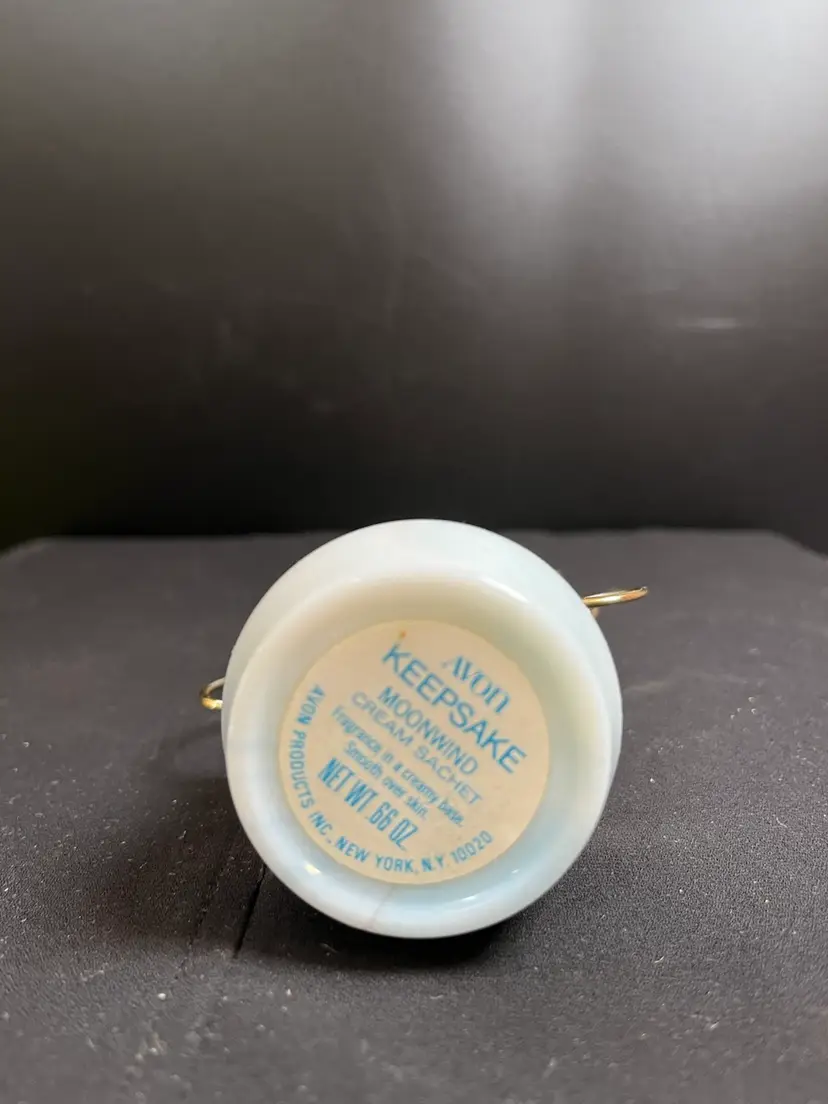 AVON
KEEPSAKE
MOONWIND
CREAM SACHET
Fragrance in a creamy base.
Smooth over skin.
NET WT .66 OZ.
AVON PRODUCTS INC., NEW YORK, N.Y. 10020